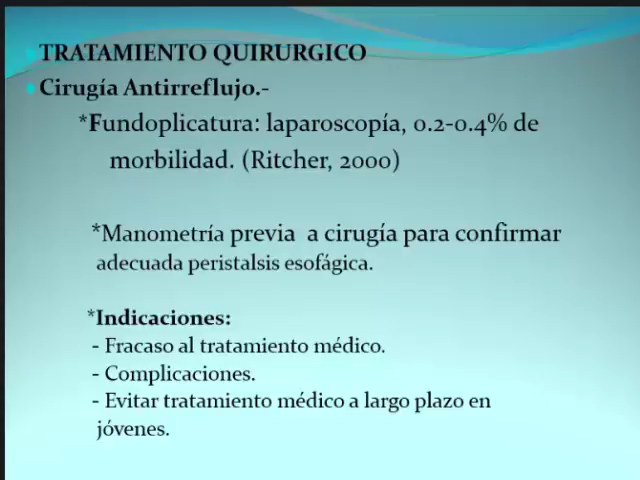 TRATAMIENTO QUIRURGICO
Cirugía Antirreflujo.-
*Fundoplicatura: laparoscopía, 0.2-0.4% de
morbilidad. (Ritcher, 2000)
*Manometría previa a cirugía para confirmar
adecuada peristalsis esofágica.
*Indicaciones:
- Fracaso al tratamiento médico.
- Complicaciones.
- Evitar tratamiento médico a largo plazo en
jóvenes.